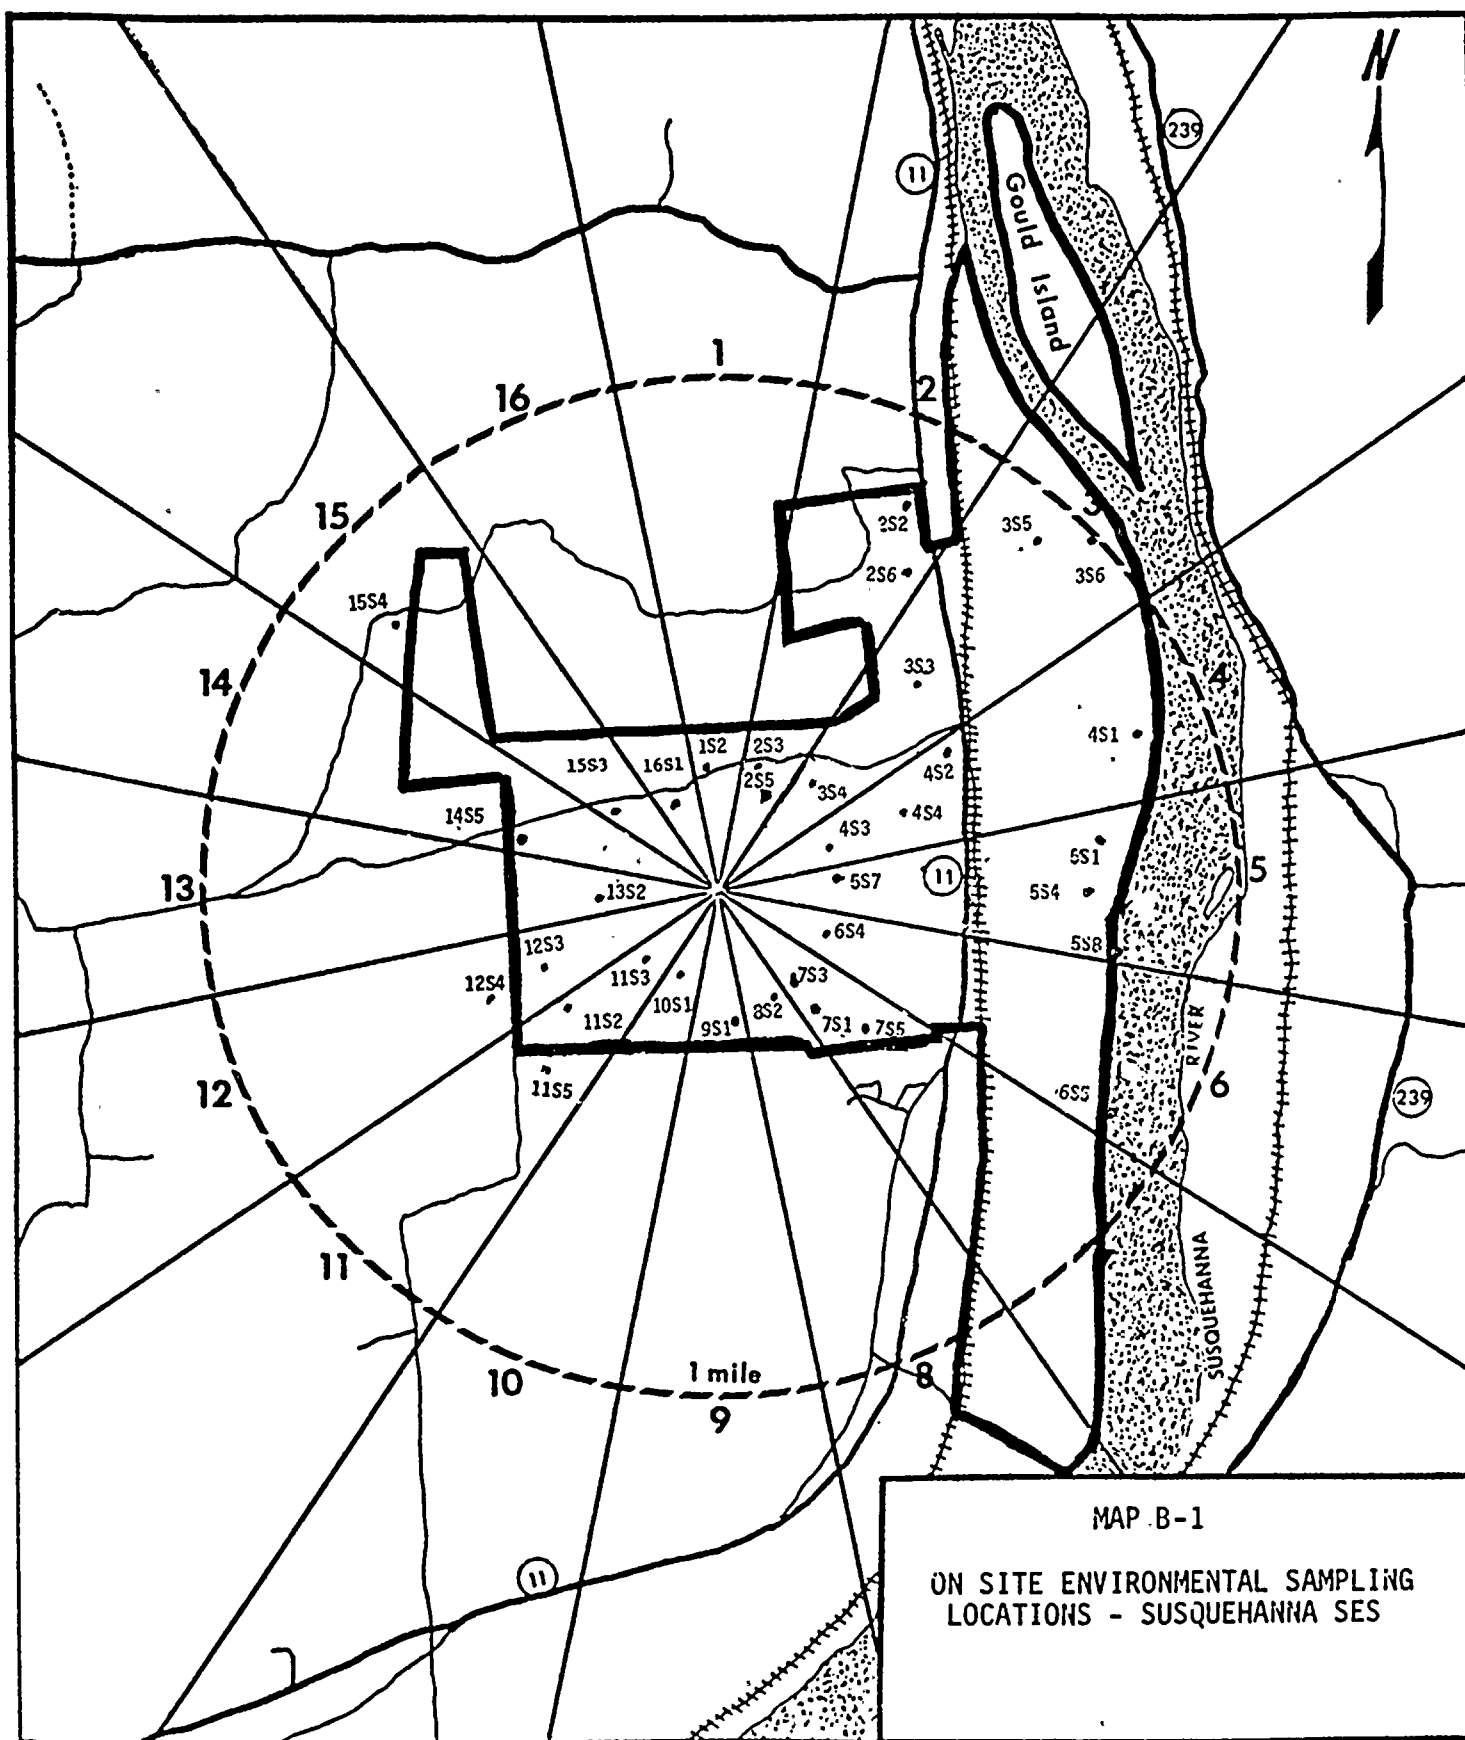 N
239
11
Gould Island
1
2
16
3
15
2S2
3S5
2S6
3S6
15S4
14
3S3
4
4S1
1S2
2S3
15S3
16S1
4S2
2S5
3S4
14S5
4S3
4S4
5S1
5
11
5S7
13
13S2
5S4
6S4
5S8
12S3
7S3
12S4
11S3
10S1
8S2
11S2
9S1
7S1
7S5
RIVER
11S5
6S5
6
12
239
11
SUSQUEHANNA
10
1 mile
8
9
11
MAP B-1
ON SITE ENVIRONMENTAL SAMPLING
LOCATIONS - SUSQUEHANNA SES